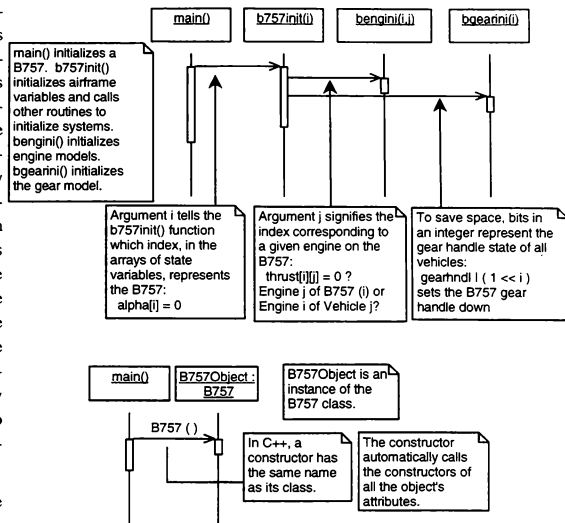 main()
b757init(i)
bengini(i,j)
bgearini(i)
main() initializes a
B757. b757init()
initializes airframe
variables and calls
other routines to
initialize systems.
bengini() initializes
engine models.
bgearini() initializes
the gear model.
Argument i tells the
b757init() function
which index, in the
arrays of state
variables, represents
the B757:
alpha[i] = 0
Argument j signifies the
index corresponding to
a given engine on the
B757:
thrust[i][j] = 0 ?
Engine j of B757 (i) or
Engine i of Vehicle j?
To save space, bits in
an integer represent the
gear handle state of all
vehicles:
gearhndl | ( 1 << i )
sets the B757 gear
handle down
main()
B757Object :
B757
B757Object is an
instance of the
B757 class.
B757 ( )
In C++, a
constructor has
the same name
as its class.
The constructor
automatically calls
the constructors of
all the object's
attributes.